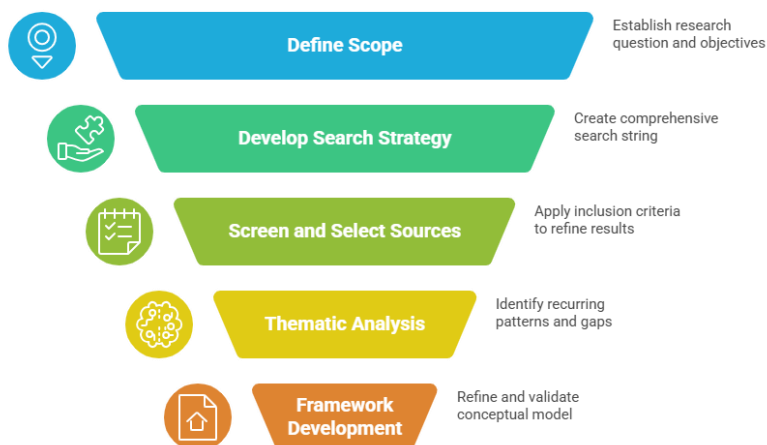 Define Scope
Establish research
question and objectives
Develop Search Strategy
Create comprehensive
search string
Screen and Select Sources
Apply inclusion criteria
to refine results
Thematic Analysis
Identify recurring
patterns and gaps
Framework
Development
Refine and validate
conceptual model